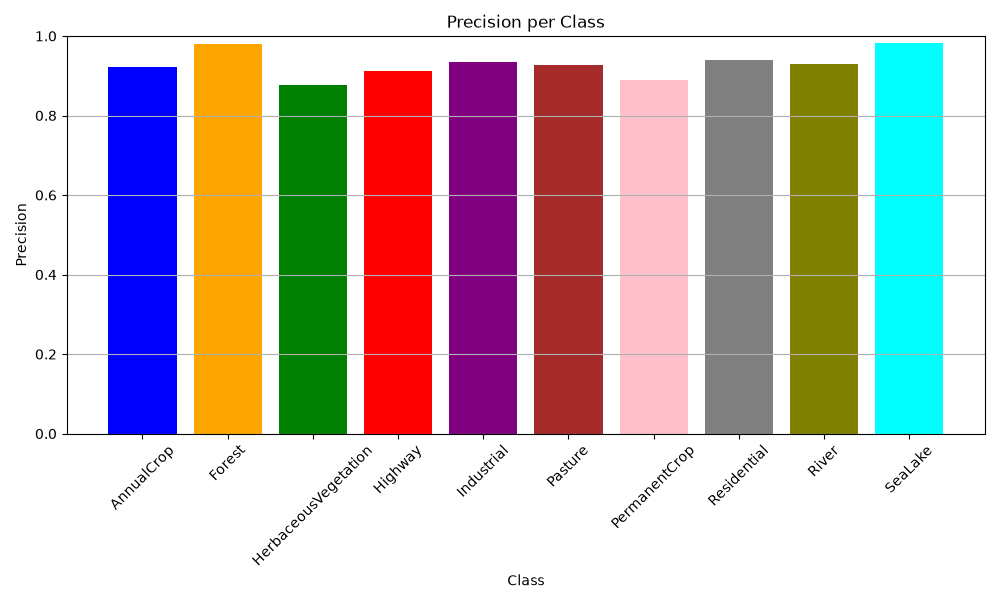 Precision per Class
Precision
1.0
0.8
0.6
0.4
0.2
0.0
AnnualCrop
Forest
HerbaceousVegetation
Highway
Industrial
Pasture
PermanentCrop
Residential
River
SeaLake
Class